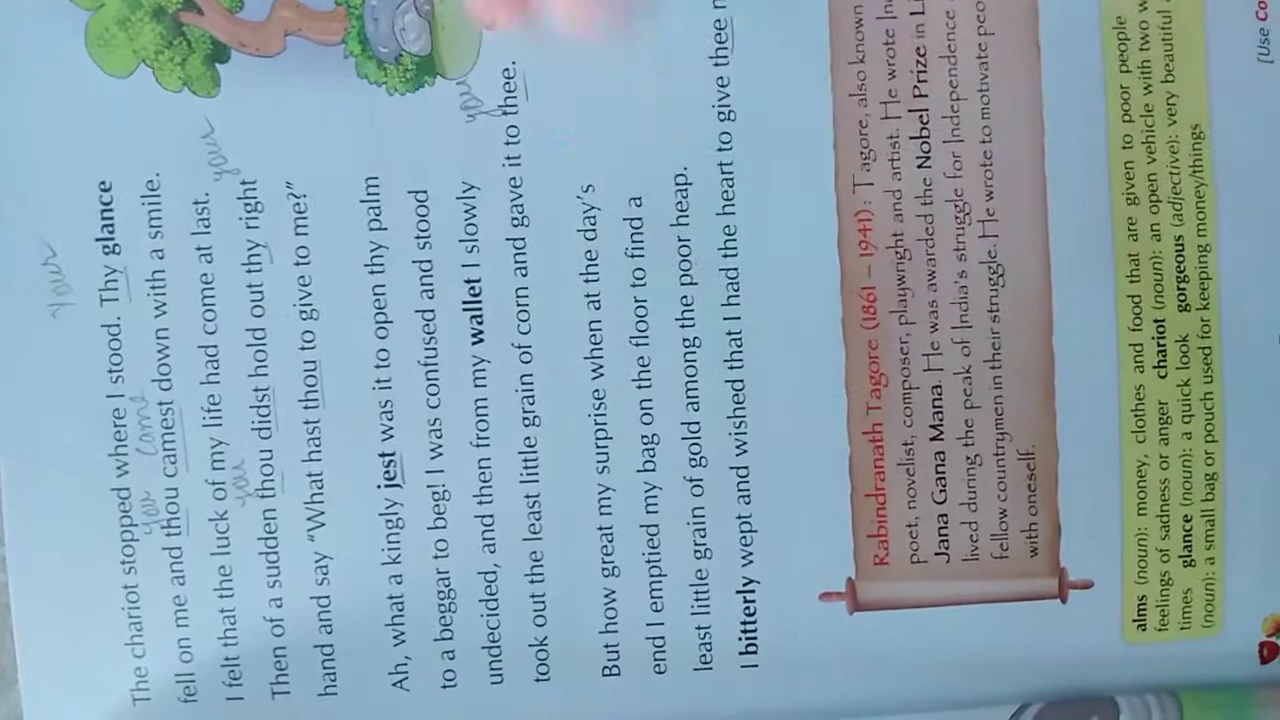 Your
The chariot stopped where I stood. Thy glance
you came
fell on me and thou camest down with a smile.
I felt that the luck of my life had come at last.
you your
Then of a sudden thou didst hold out thy right
hand and say “What hast thou to give to me?”
Ah, what a kingly jest was it to open thy palm
to a beggar to beg! I was confused and stood
undecided, and then from my wallet I slowly
you
took out the least little grain of corn and gave it to thee.
But how great my surprise when at the day's
end I emptied my bag on the floor to find a
least little grain of gold among the poor heap.
I bitterly wept and wished that I had the heart to give thee
Rabindranath Tagore (1861 – 1941): Tagore, also known
poet, novelist, composer, playwright and artist. He wrote
Jana Gana Mana. He was awarded the Nobel Prize in
lived during the peak of India's struggle for Independence
fellow countrymen in their struggle. He wrote to motivate
with oneself.
alms (noun): money, clothes and food that are given to poor people
feelings of sadness or anger chariot (noun): an open vehicle with two
times glance (noun): a quick look gorgeous (adjective): very beautiful
(noun): a small bag or pouch used for keeping money/things
[Use